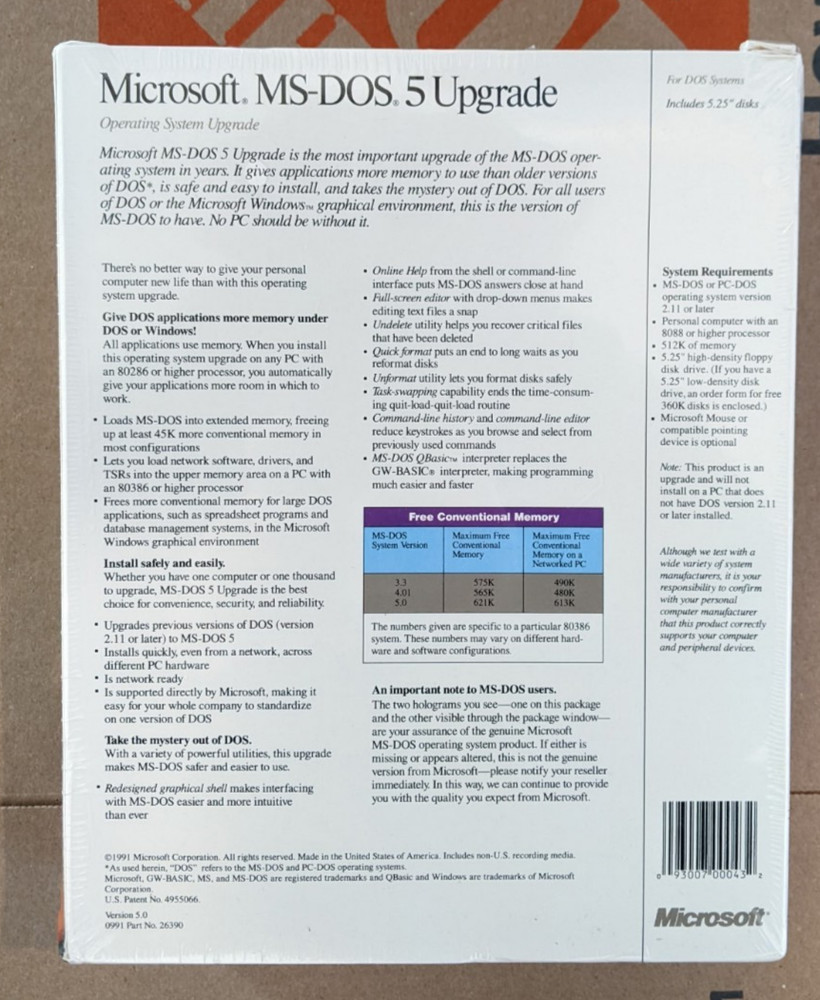 Microsoft® MS-DOS® 5 Upgrade
Operating System Upgrade
Microsoft MS-DOS 5 Upgrade is the most important upgrade of the MS-DOS oper-
ating system in years. It gives applications more memory to use than older versions
of DOS*, is safe and easy to install, and takes the mystery out of DOS. For all users
of DOS or the Microsoft Windows™ graphical environment, this is the version of
MS-DOS to have. No PC should be without it.
There's no better way to give your personal
computer new life than with this operating
system upgrade.
Give DOS applications more memory under
DOS or Windows!
All applications use memory. When you install
this operating system upgrade on any PC with
an 80286 or higher processor, you automatically
give your applications more room in which to
work.
• Loads MS-DOS into extended memory, freeing
up at least 45K more conventional memory in
most configurations
• Lets you load network software, drivers, and
TSRs into the upper memory area on a PC with
an 80386 or higher processor
• Frees more conventional memory for large DOS
applications, such as spreadsheet programs and
database management systems, in the Microsoft
Windows graphical environment
Install safely and easily.
Whether you have one computer or one thousand
to upgrade, MS-DOS 5 Upgrade is the best
choice for convenience, security, and reliability.
• Upgrades previous versions of DOS (version
2.11 or later) to MS-DOS 5
• Installs quickly, even from a network, across
different PC hardware
• Is network ready
• Is supported directly by Microsoft, making it
easy for your whole company to standardize
on one version of DOS
Take the mystery out of DOS.
With a variety of powerful utilities, this upgrade
makes MS-DOS safer and easier to use.
• Redesigned graphical shell makes interfacing
with MS-DOS easier and more intuitive
than ever
• Online Help from the shell or command-line
interface puts MS-DOS answers close at hand
• Full-screen editor with drop-down menus makes
editing text files a snap
• Undelete utility helps you recover critical files
that have been deleted
• Quick format puts an end to long waits as you
reformat disks
• Unformat utility lets you format disks safely
• Task-swapping capability ends the time-consum-
ing quit-load-quit-load routine
• Command-line history and command-line editor
reduce keystrokes as you browse and select from
previously used commands
• MS-DOS QBasic™ interpreter replaces the
GW-BASIC® interpreter, making programming
much easier and faster
Free Conventional Memory
MS-DOS System Version | Maximum Free Conventional Memory | Maximum Free Conventional Memory on a Networked PC
3.3 575K 490K
4.01 565K 480K
5.0 621K 613K
The numbers given are specific to a particular 80386
system. These numbers may vary on different hard-
ware and software configurations.
An important note to MS-DOS users.
The two holograms you see—one on this package
and the other visible through the package window—
are your assurance of the genuine Microsoft
MS-DOS operating system product. If either is
missing or appears altered, this is not the genuine
version from Microsoft—please notify your reseller
immediately. In this way, we can continue to provide
you with the quality you expect from Microsoft.
For DOS Systems
Includes 5.25" disks
System Requirements
• MS-DOS or PC-DOS
operating system version
2.11 or later
• Personal computer with an
8088 or higher processor
• 512K of memory
• 5.25" high-density floppy
disk drive. (If you have a
5.25" low-density disk
drive, an order form for free
360K disks is enclosed.)
• Microsoft Mouse or
compatible pointing
device is optional
Note: This product is an
upgrade and will not
install on a PC that does
not have DOS version 2.11
or later installed.
Although we test with a
wide variety of system
manufacturers, it is your
responsibility to confirm
with your personal
computer manufacturer
that this product correctly
supports your computer
and peripheral devices.
©1991 Microsoft Corporation. All rights reserved. Made in the United States of America. Includes non-U.S. recording media.
*As used herein, "DOS" refers to the MS-DOS and PC-DOS operating systems.
Microsoft, GW-BASIC, MS, and MS-DOS are registered trademarks and QBasic and Windows are trademarks of Microsoft
Corporation.
U.S. Patent No. 4955066.
Version 5.0
0991 Part No. 26390
0 93007 00043 2
Microsoft®